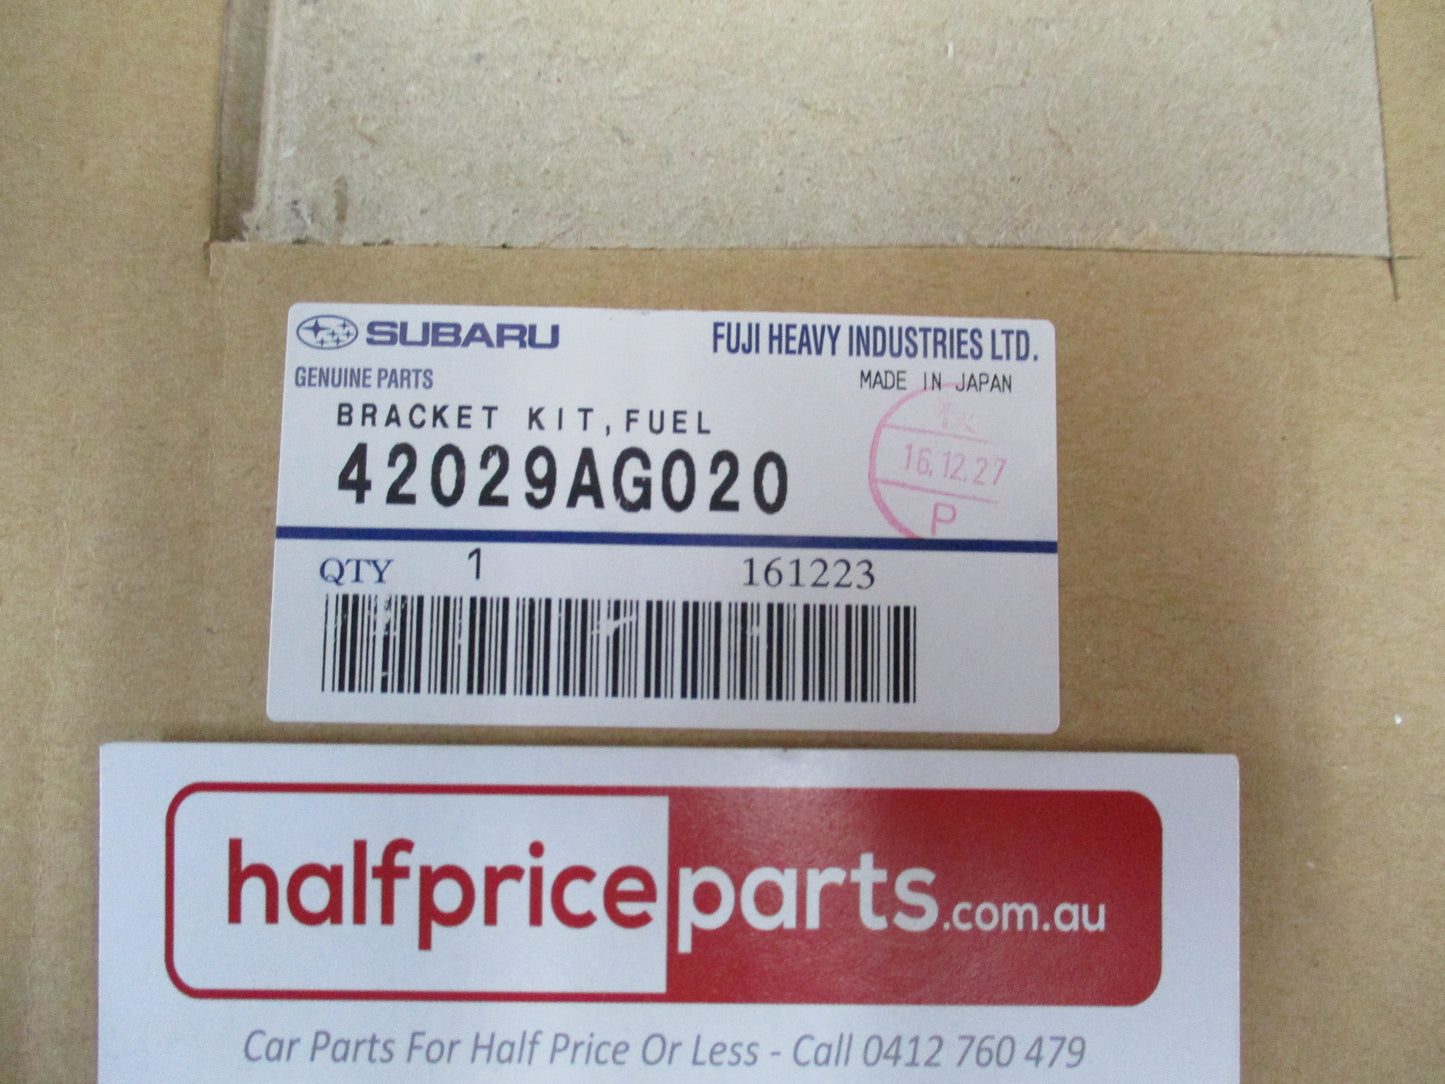 SUBARU
FUJI HEAVY INDUSTRIES LTD.
GENUINE PARTS
MADE IN JAPAN
BRACKET KIT, FUEL
42029AG020
16.12.27
P
QTY 1 161223
halfpriceparts.com.au
Car Parts For Half Price Or Less - Call 0412 760 479